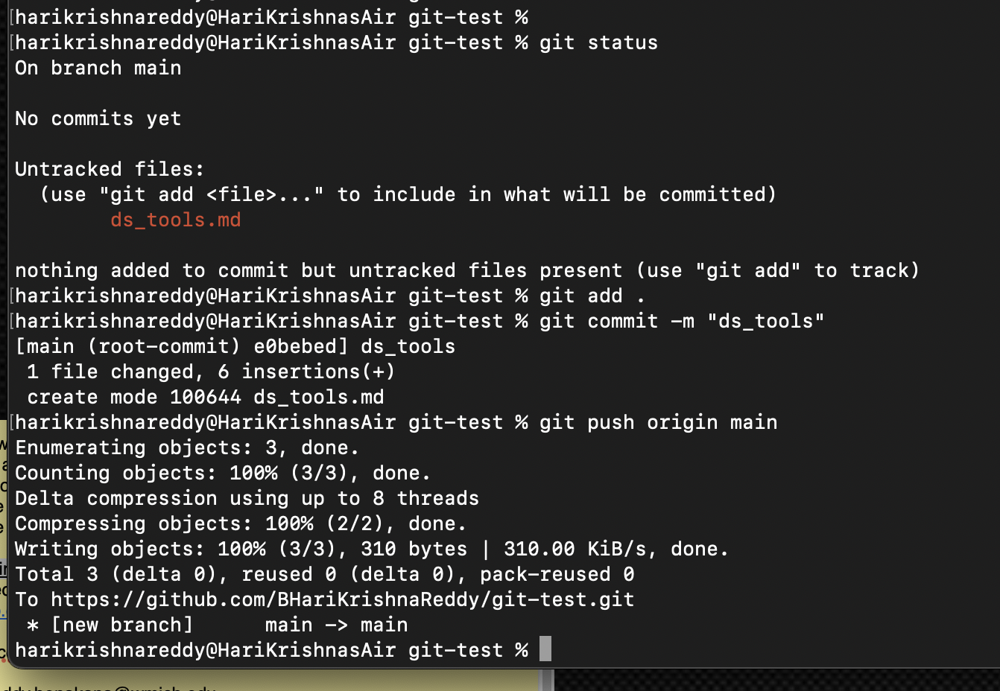 [harikrishnareddy@HariKrishnasAir git-test %
[harikrishnareddy@HariKrishnasAir git-test % git status
On branch main
No commits yet
Untracked files:
  (use "git add <file>..." to include in what will be committed)
        ds_tools.md
nothing added to commit but untracked files present (use "git add" to track)
[harikrishnareddy@HariKrishnasAir git-test % git add .
[harikrishnareddy@HariKrishnasAir git-test % git commit -m "ds_tools"
[main (root-commit) e0bebed] ds_tools
 1 file changed, 6 insertions(+)
 create mode 100644 ds_tools.md
[harikrishnareddy@HariKrishnasAir git-test % git push origin main
Enumerating objects: 3, done.
Counting objects: 100% (3/3), done.
Delta compression using up to 8 threads
Compressing objects: 100% (2/2), done.
Writing objects: 100% (3/3), 310 bytes | 310.00 KiB/s, done.
Total 3 (delta 0), reused 0 (delta 0), pack-reused 0
To https://github.com/BHariKrishnaReddy/git-test.git
 * [new branch]      main -> main
harikrishnareddy@HariKrishnasAir git-test %